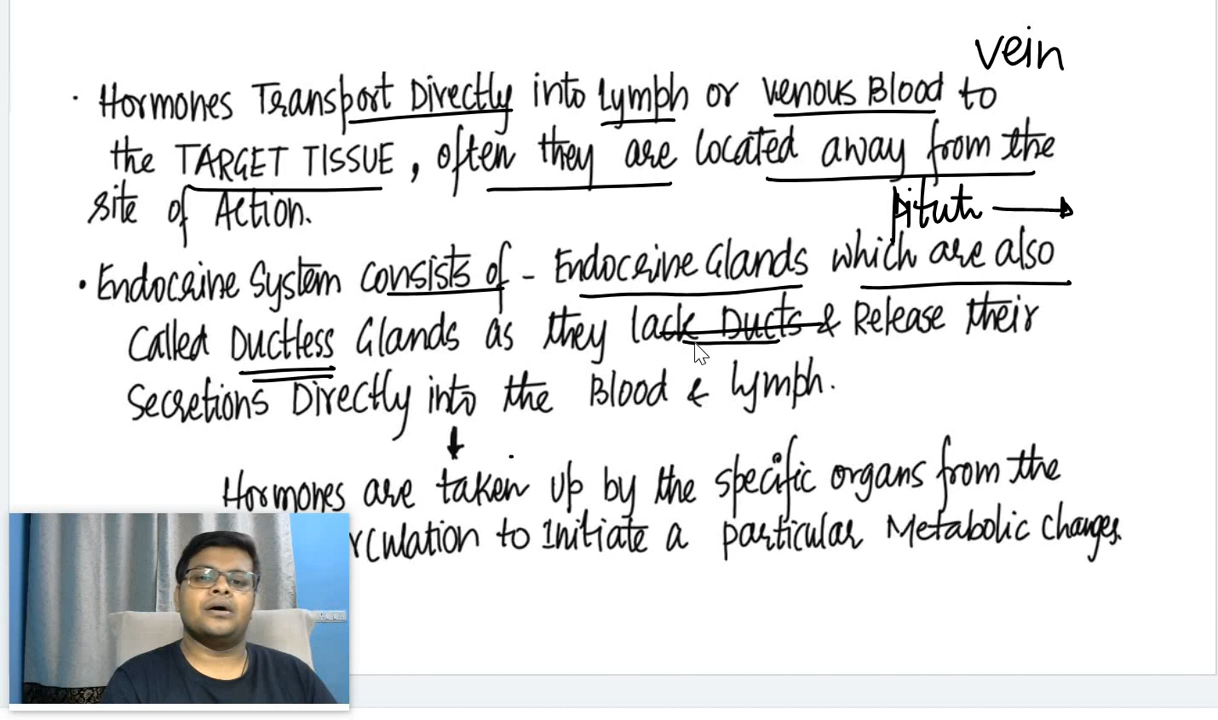 vein
· Hormones Transport Directly into Lymph or venous Blood to
the TARGET TISSUE, often they are located away from the
site of Action.
pitut →
· Endocrine System consists of - Endocrine Glands which are also
Called Ductless Glands as they lack Ducts & Release their
Secretions Directly into the Blood & lymph.
↓
Hormones are taken up by the specific organs from the
rculation to Initiate a particular Metabolic changes.